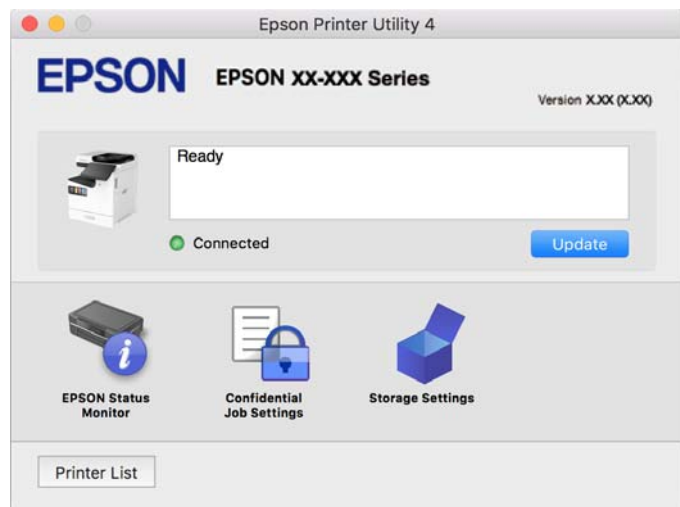 Epson Printer Utility 4
EPSON
EPSON XX-XXX Series
Version X.XX (X.XX)
Ready
Connected
Update
i
EPSON Status
Monitor
Confidential
Job Settings
Storage Settings
Printer List